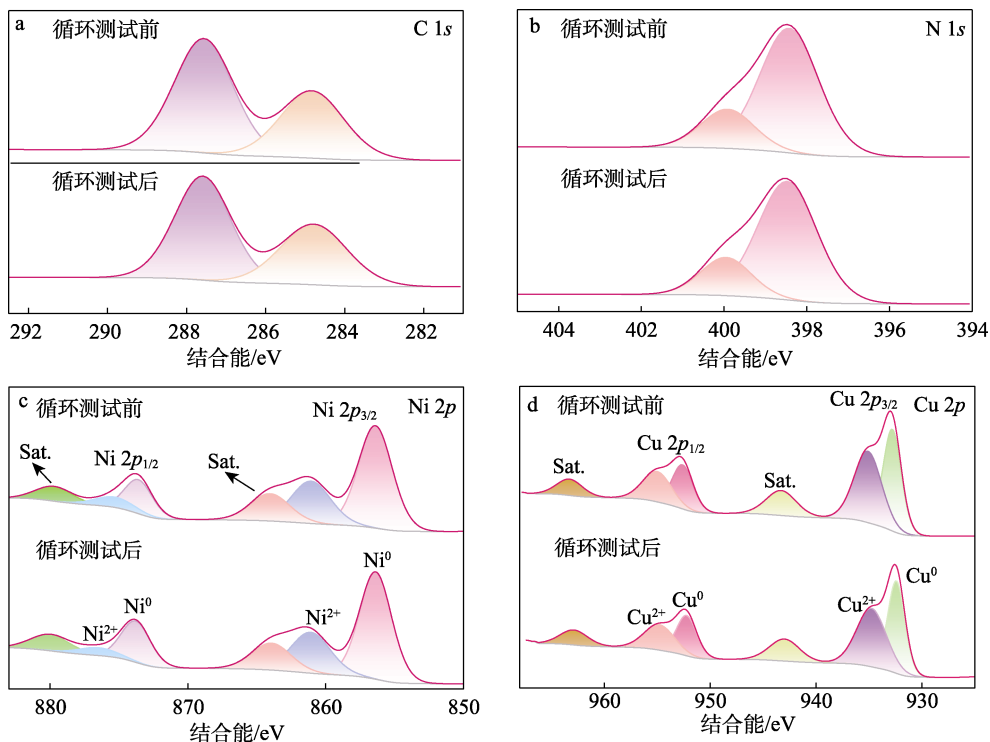 a
循环测试前
C 1s
循环测试后
292 290 288 286 284 282
结合能/eV
b
循环测试前
N 1s
循环测试后
404 402 400 398 396 394
结合能/eV
c
循环测试前
Ni 2p₃/₂
Ni 2p
Sat.
Ni 2p₁/₂
Sat.
循环测试后
Ni⁰
Ni²⁺
Ni⁰
Ni²⁺
880 870 860 850
结合能/eV
d
循环测试前
Cu 2p₃/₂
Cu 2p
Cu 2p₁/₂
Sat.
Sat.
循环测试后
Cu²⁺
Cu⁰
Cu²⁺
Cu⁰
960 950 940 930
结合能/eV